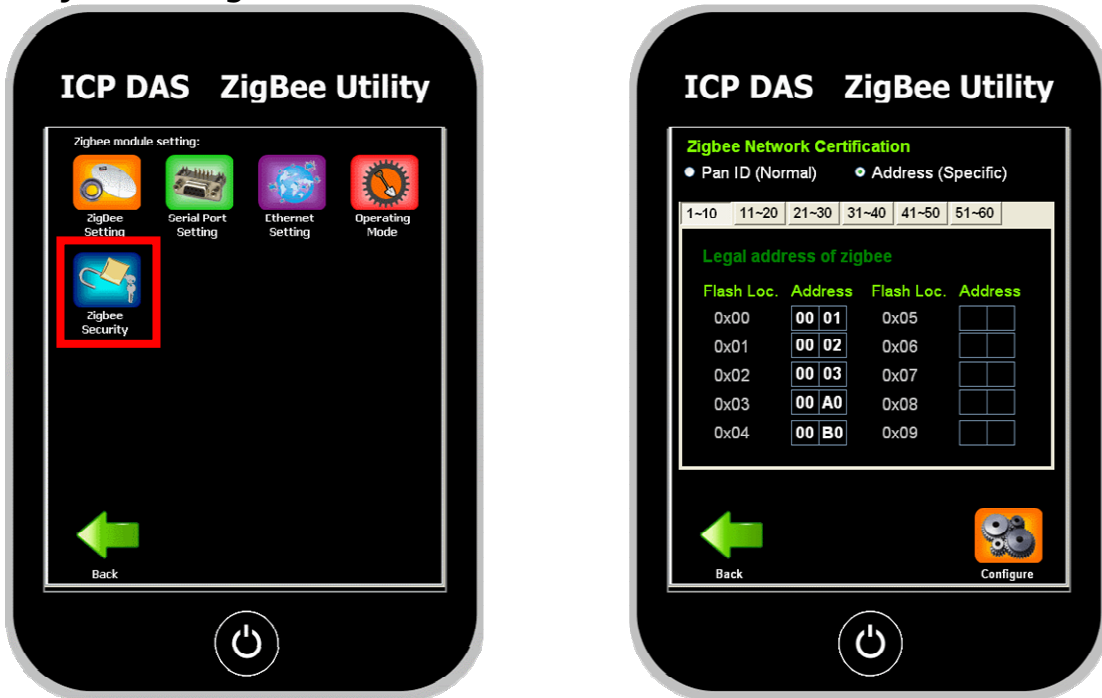 ICP DAS ZigBee Utility
Zigbee module setting:
ZigBee Setting
Serial Port Setting
Ethernet Setting
Operating Mode
Zigbee Security
Back
ICP DAS ZigBee Utility
Zigbee Network Certification
Pan ID (Normal) Address (Specific)
1~10 11~20 21~30 31~40 41~50 51~60
Legal address of zigbee
Flash Loc. Address Flash Loc. Address
0x00 00 01 0x05
0x01 00 02 0x06
0x02 00 03 0x07
0x03 00 A0 0x08
0x04 00 B0 0x09
Back
Configure